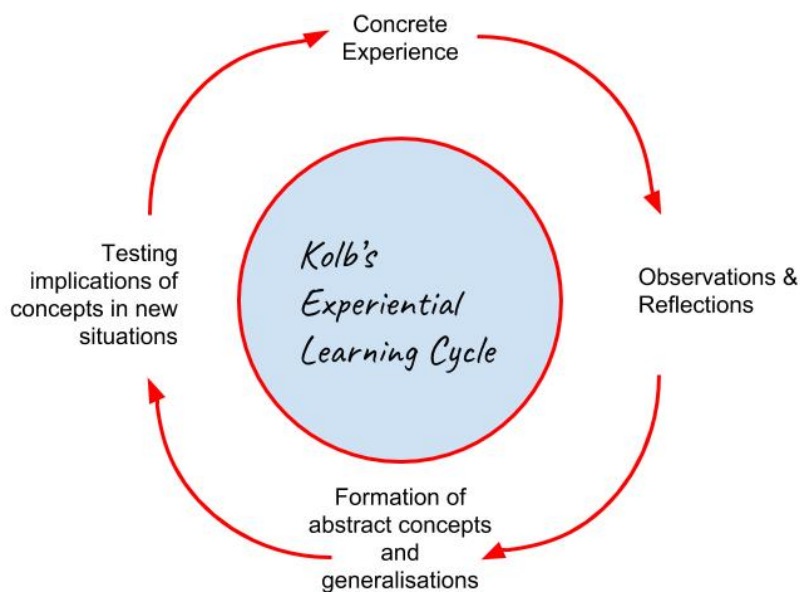 Concrete
Experience
Observations &
Reflections
Formation of
abstract concepts
and
generalisations
Testing
implications of
concepts in new
situations
Kolb's
Experiential
Learning Cycle